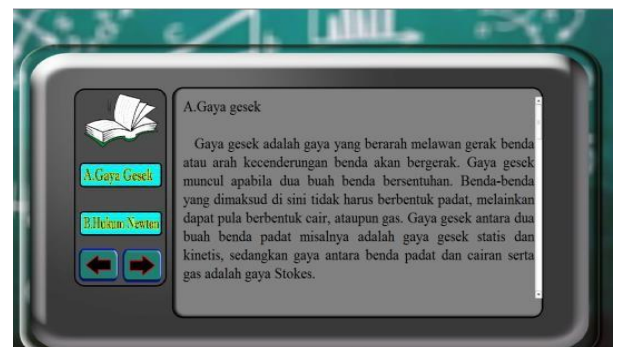 A.Gaya gesek
Gaya gesek adalah gaya yang berarah melawan gerak benda
atau arah kecenderungan benda akan bergerak. Gaya gesek
muncul apabila dua buah benda bersentuhan. Benda-benda
yang dimaksud di sini tidak harus berbentuk padat, melainkan
dapat pula berbentuk cair, ataupun gas. Gaya gesek antara dua
buah benda padat misalnya adalah gaya gesek statis dan
kinetis, sedangkan gaya antara benda padat dan cairan serta
gas adalah gaya Stokes.
A.Gaya Gesek
B.Hukum Newton